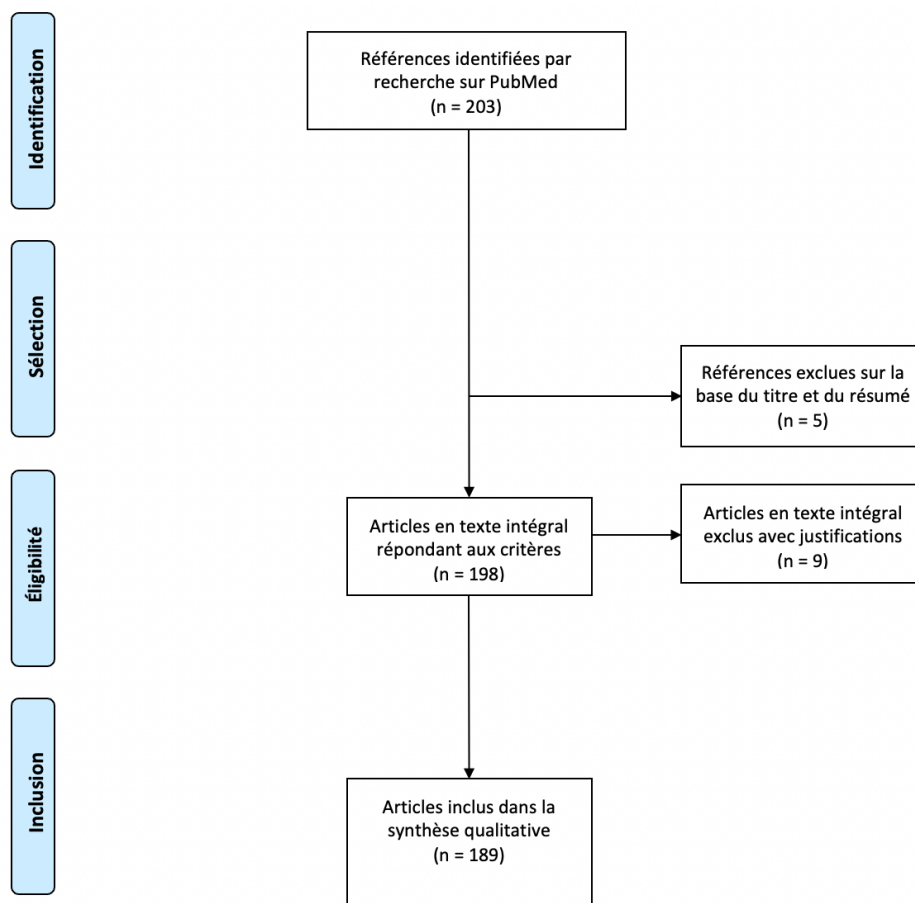 Identification
Références identifiées par
recherche sur PubMed
(n = 203)
Sélection
Références exclues sur la
base du titre et du résumé
(n = 5)
Éligibilité
Articles en texte intégral
répondant aux critères
(n = 198)
Articles en texte intégral
exclus avec justifications
(n = 9)
Inclusion
Articles inclus dans la
synthèse qualitative
(n = 189)